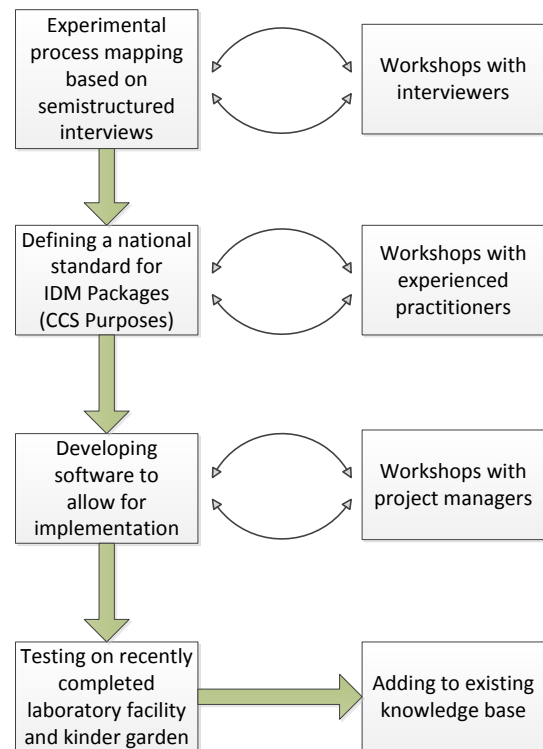 Experimental
process mapping
based on
semistructured
interviews
Workshops with
interviewers
Defining a national
standard for
IDM Packages
(CCS Purposes)
Workshops with
experienced
practitioners
Developing
software to
allow for
implementation
Workshops with
project managers
Testing on recently
completed
laboratory facility
and kinder garden
Adding to existing
knowledge base